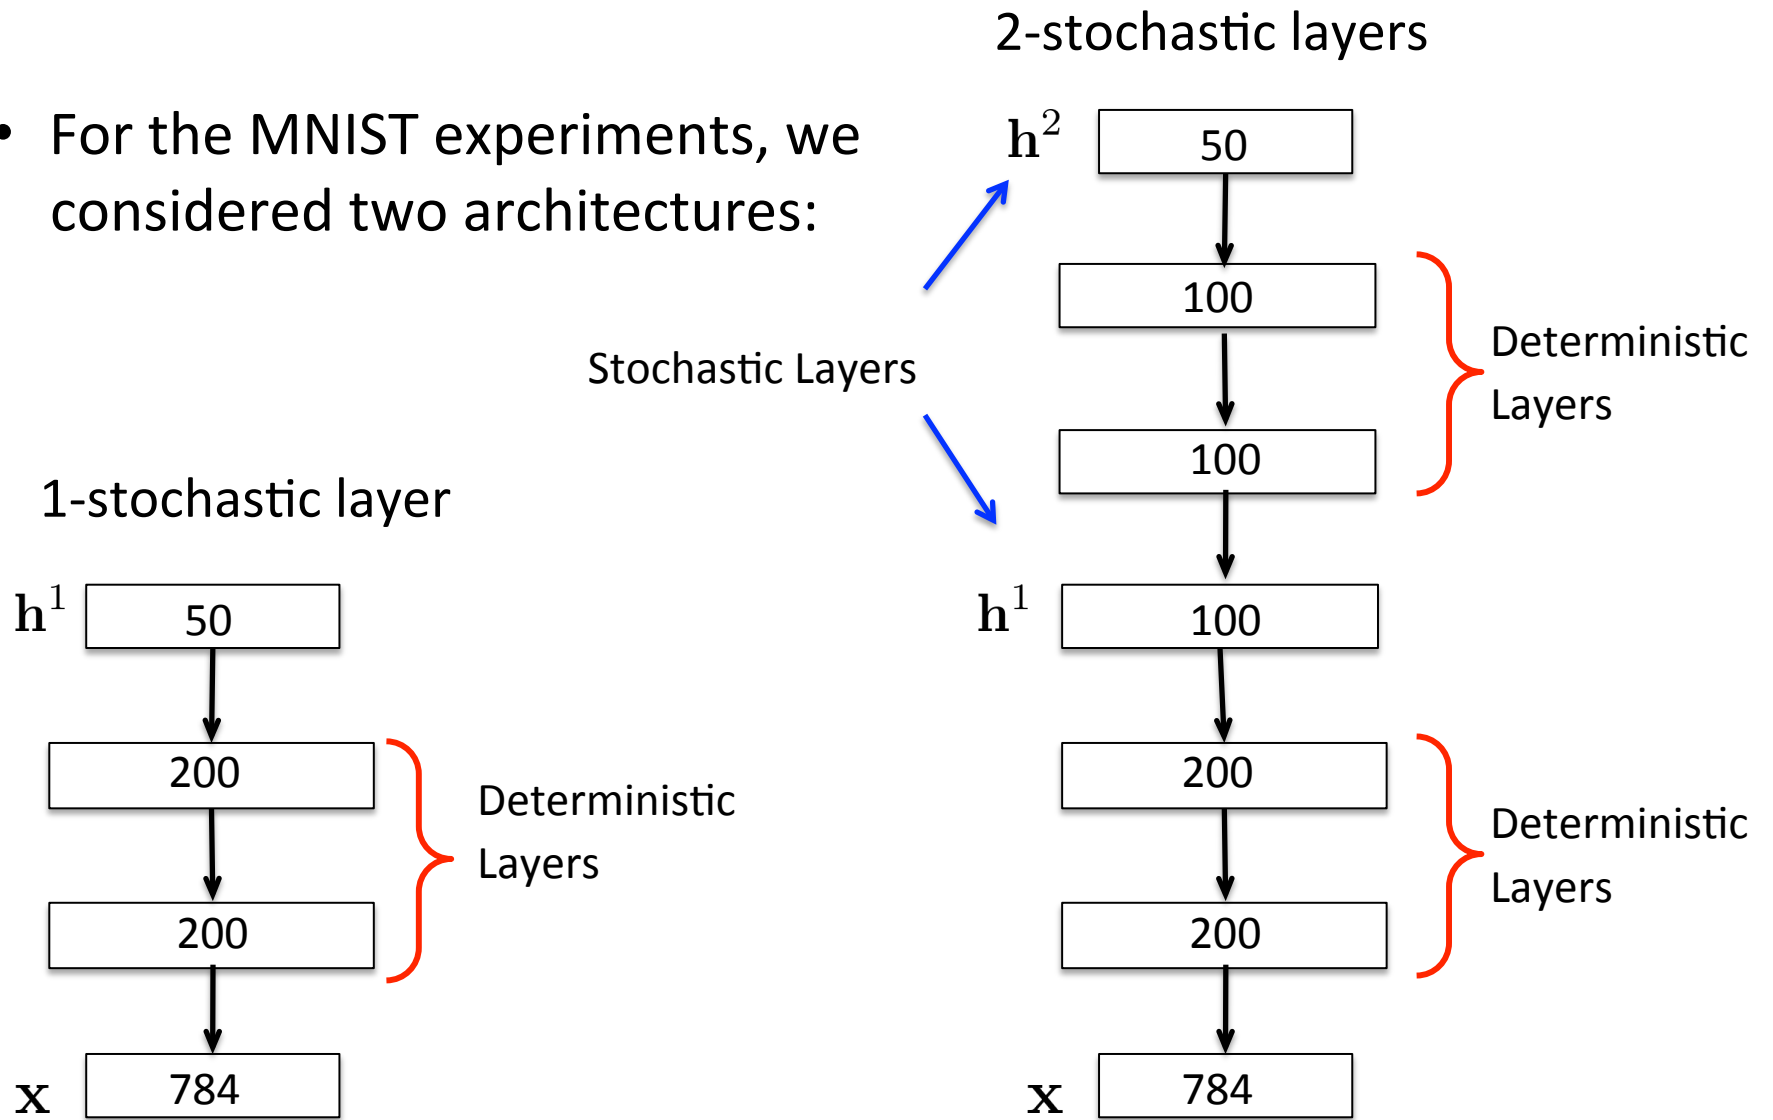 2-stochastic layers
• For the MNIST experiments, we
considered two architectures:
h²
50
100
Stochastic Layers
Deterministic
Layers
100
1-stochastic layer
h¹
50
h¹
100
200
Deterministic
Layers
200
200
Deterministic
Layers
200
x
784
x
784